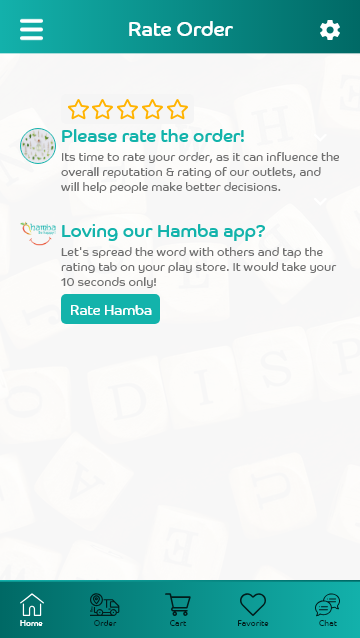 Rate Order
Please rate the order!
Its time to rate your order, as it can influence the
overall reputation & rating of our outlets, and
will help people make better decisions.
hamba
Loving our Hamba app?
Let's spread the word with others and tap the
rating tab on your play store. It would take your
10 seconds only!
Rate Hamba
Home
Order
Cart
Favorite
Chat